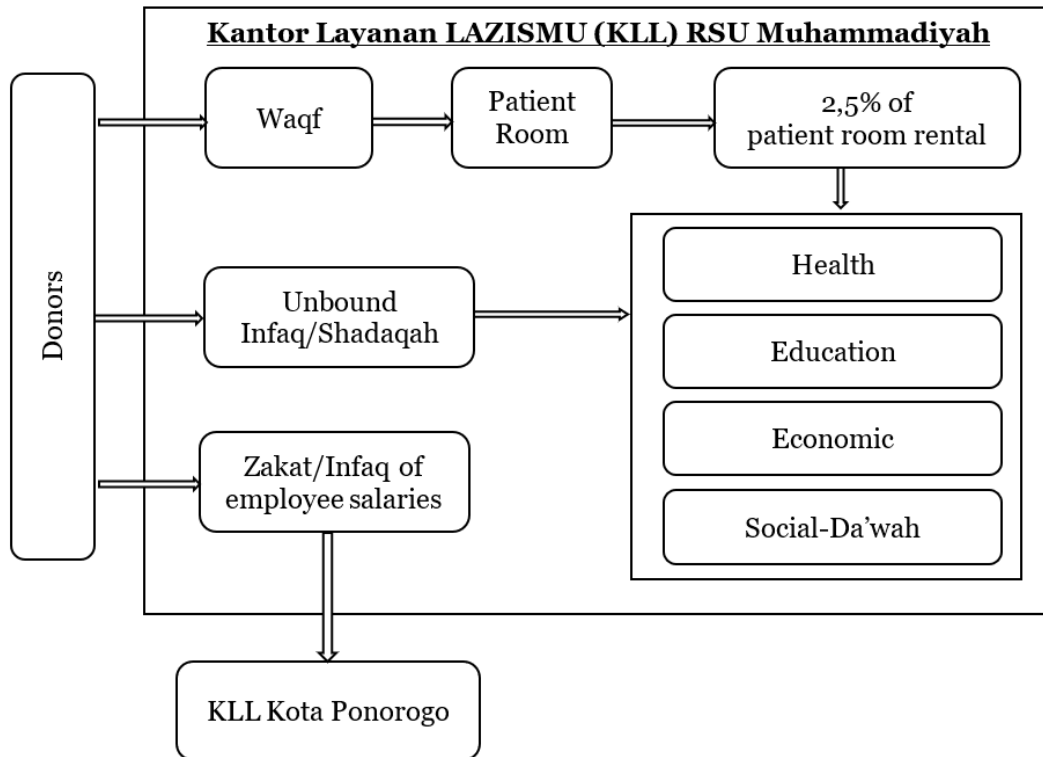 Kantor Layanan LAZISMU (KLL) RSU Muhammadiyah
Donors
Waqf
Patient
Room
2,5% of
patient room rental
Unbound
Infaq/Shadaqah
Health
Education
Economic
Social-Da’wah
Zakat/Infaq of
employee salaries
KLL Kota Ponorogo